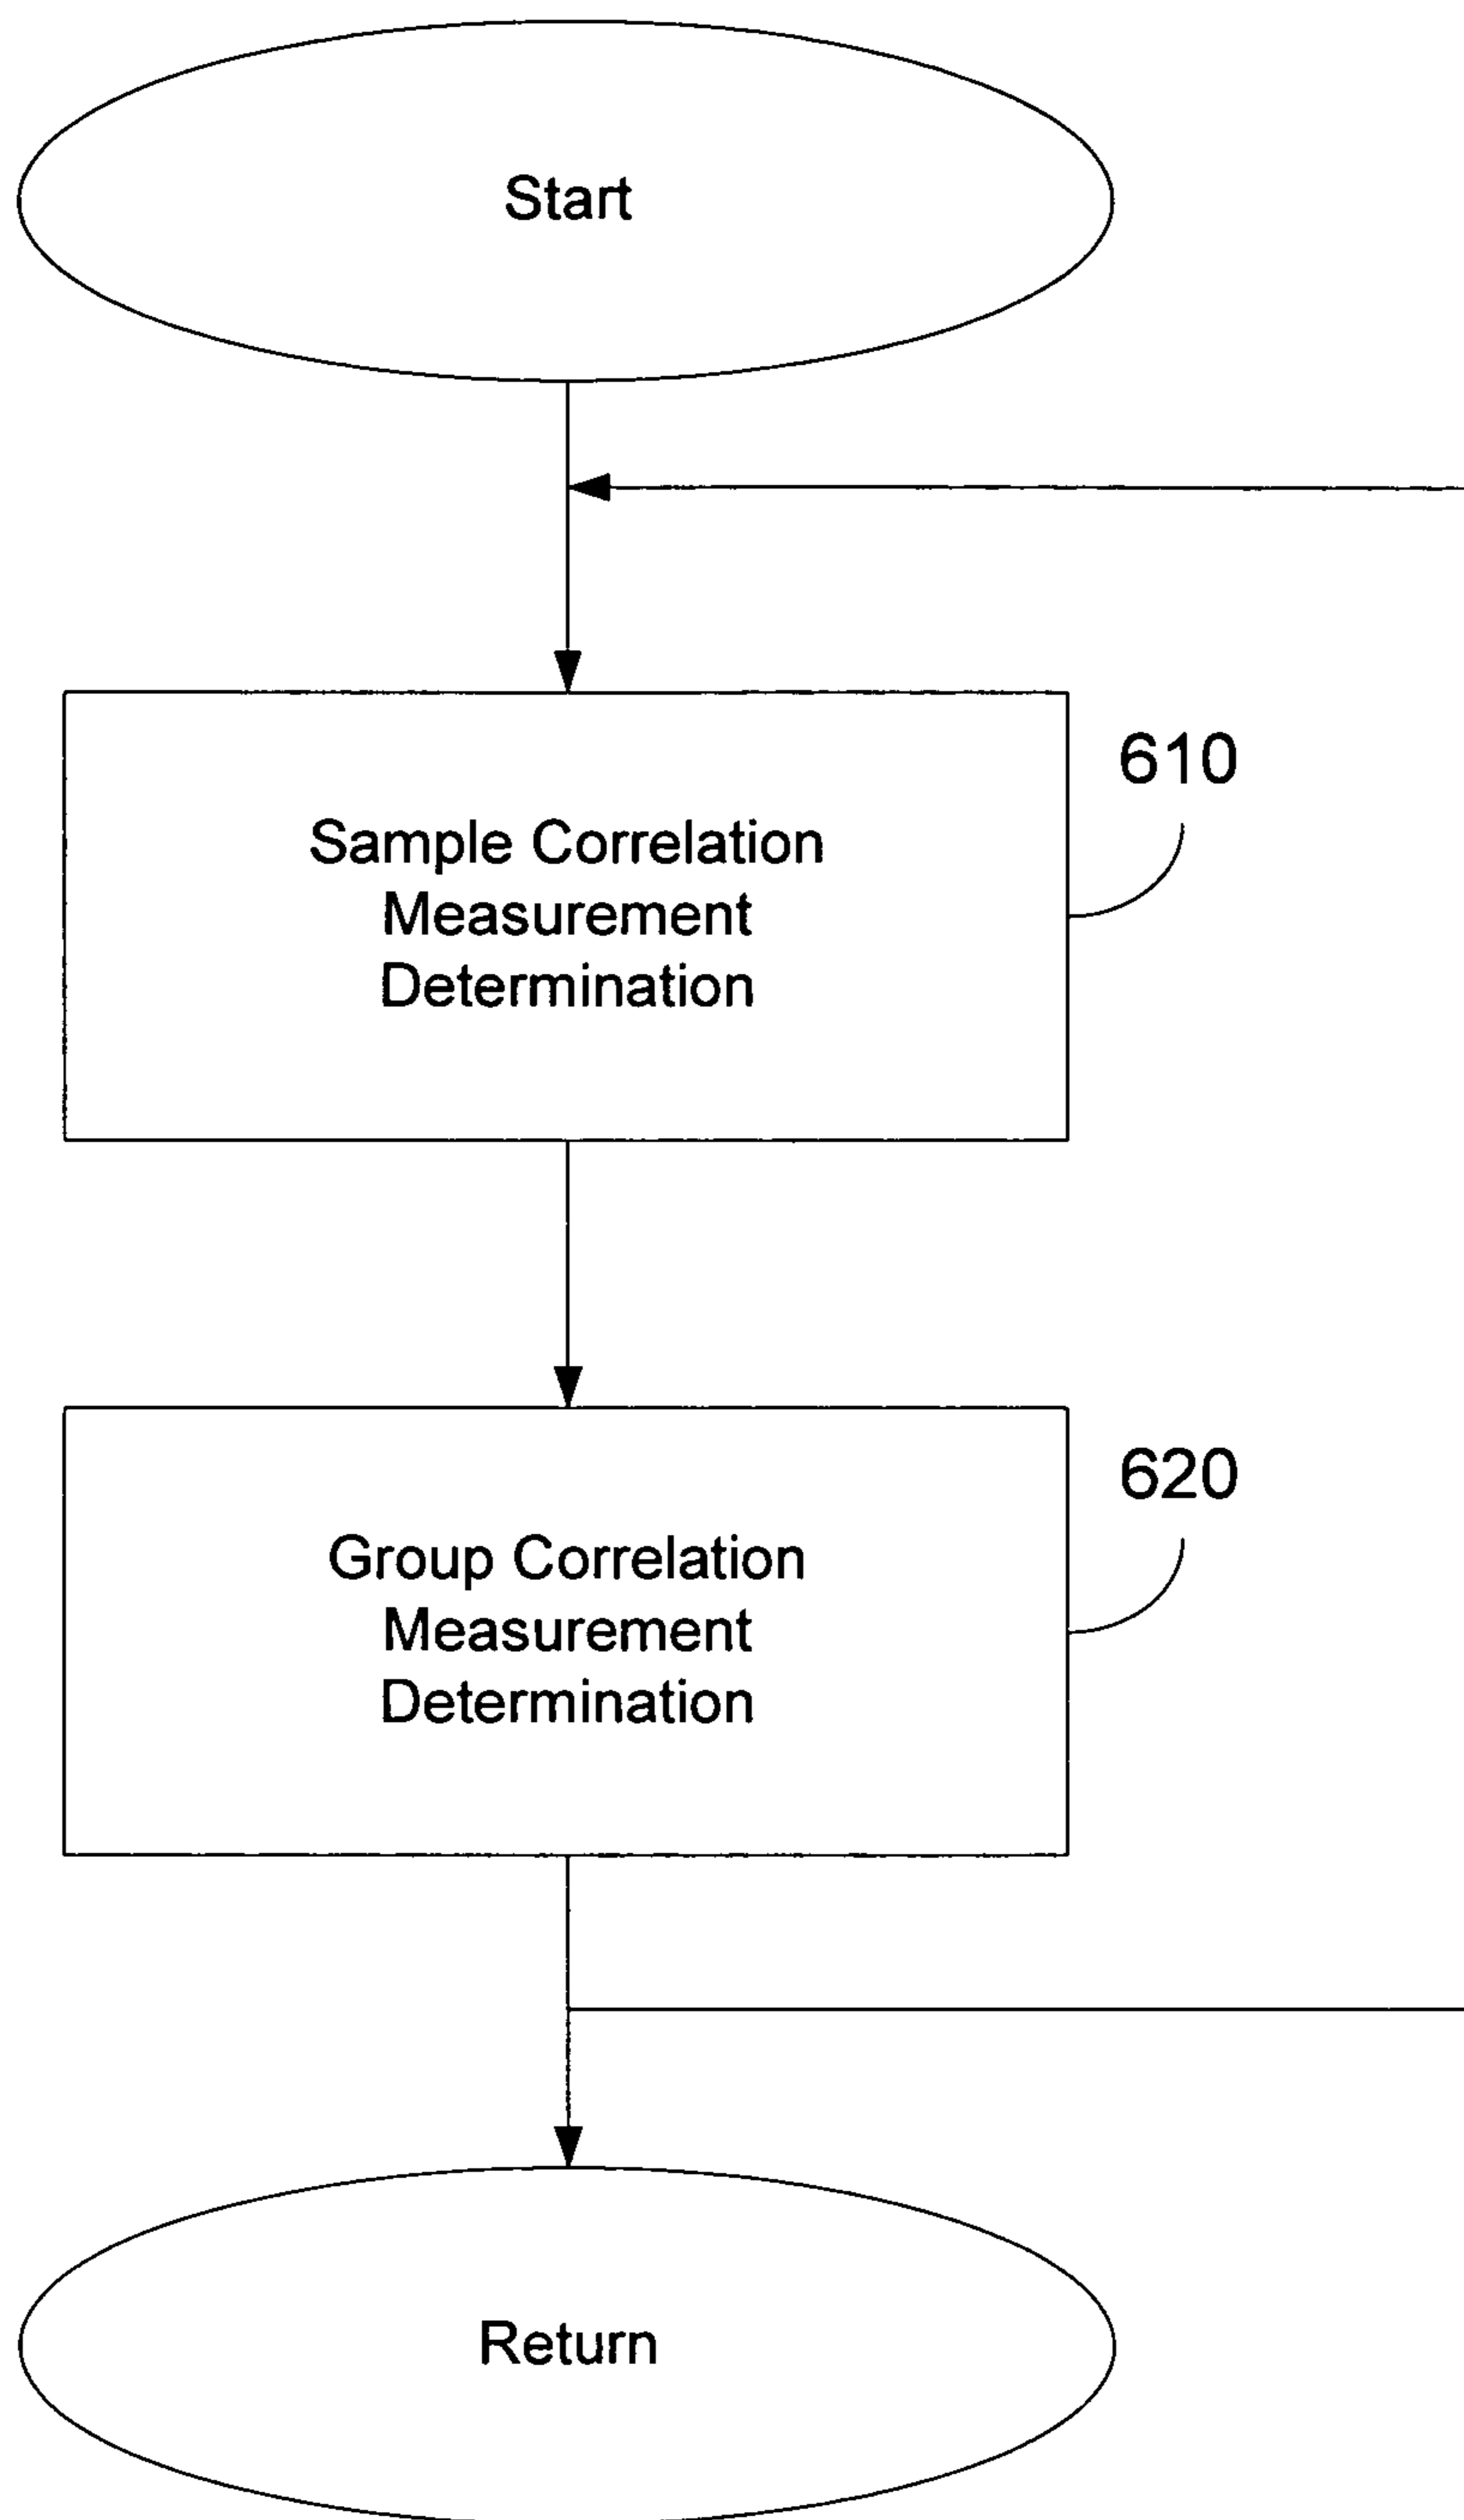 Start
610
Sample Correlation
Measurement
Determination
620
Group Correlation
Measurement
Determination
Return